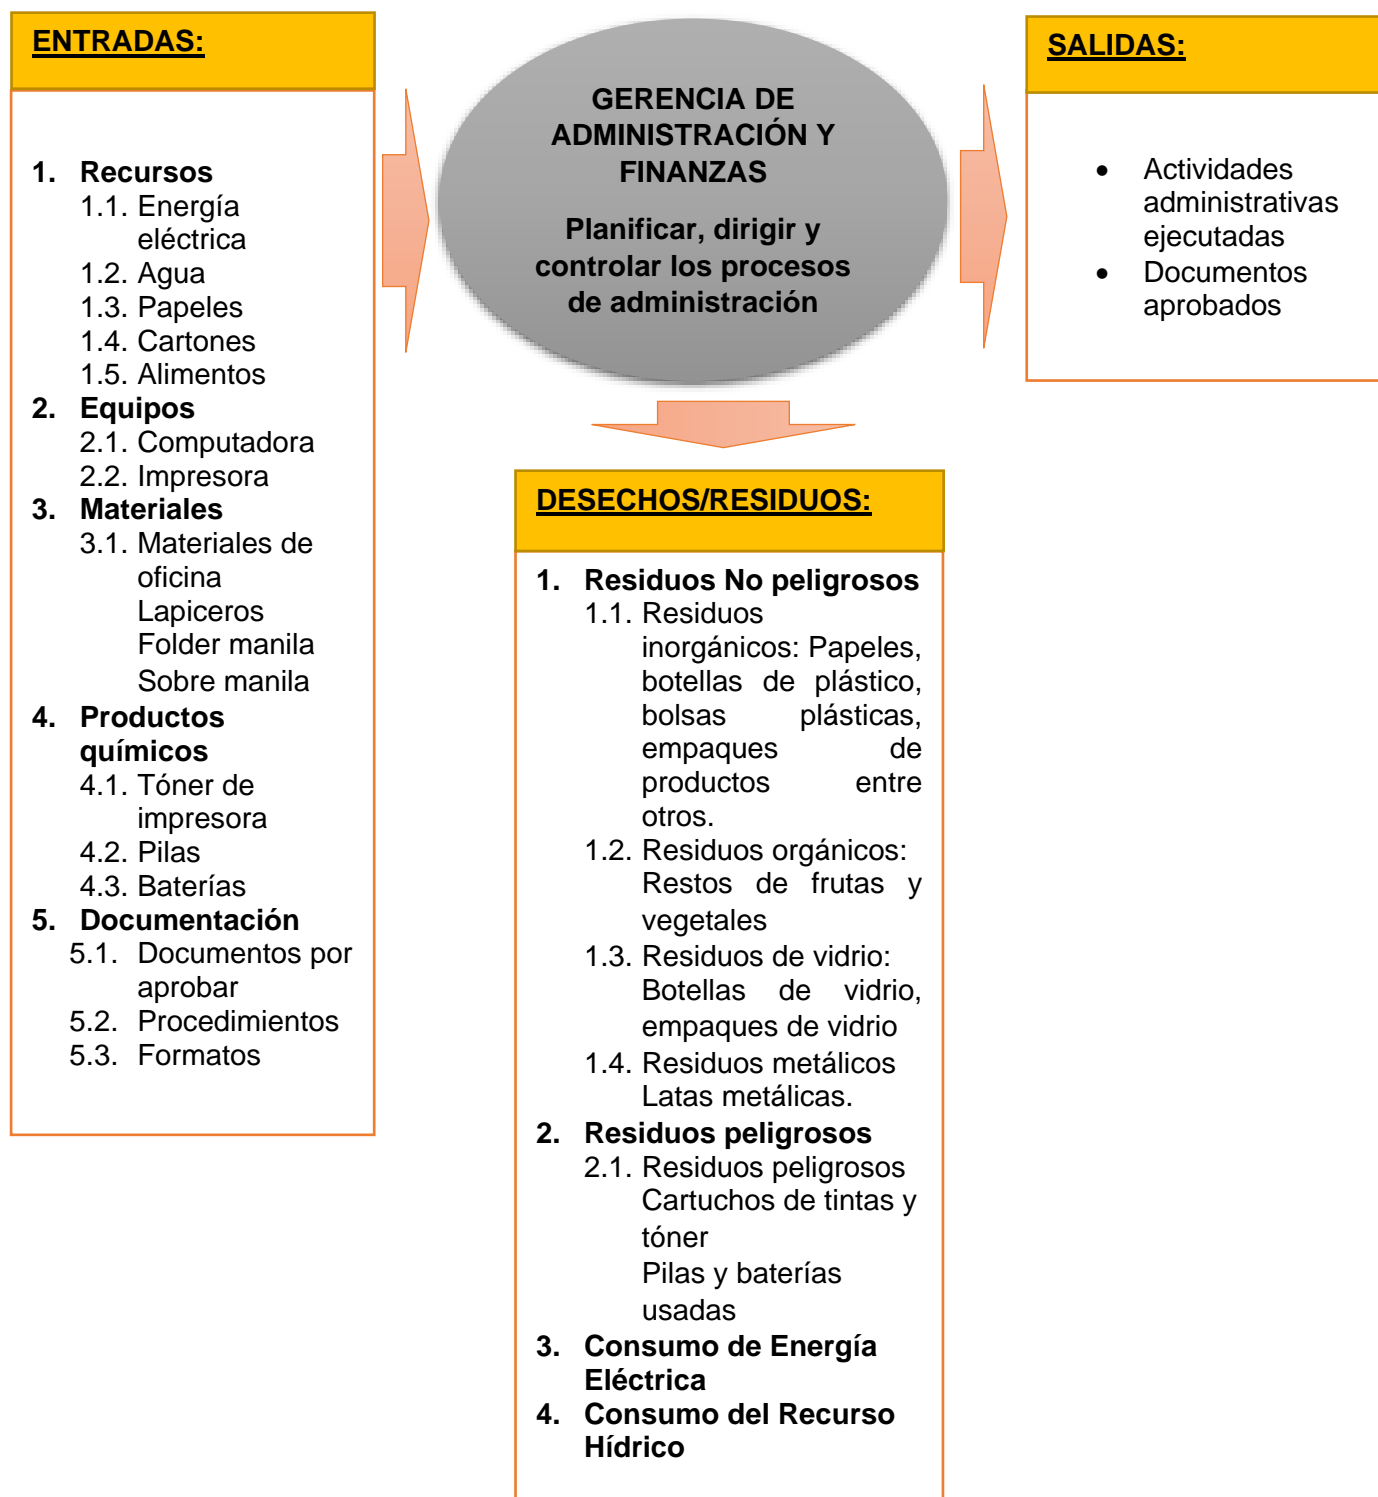 ENTRADAS:
1. Recursos
1.1. Energía
eléctrica
1.2. Agua
1.3. Papeles
1.4. Cartones
1.5. Alimentos
2. Equipos
2.1. Computadora
2.2. Impresora
3. Materiales
3.1. Materiales de
oficina
Lapiceros
Folder manila
Sobre manila
4. Productos
químicos
4.1. Tóner de
impresora
4.2. Pilas
4.3. Baterías
5. Documentación
5.1. Documentos por
aprobar
5.2. Procedimientos
5.3. Formatos
GERENCIA DE
ADMINISTRACIÓN Y
FINANZAS
Planificar, dirigir y
controlar los procesos
de administración
SALIDAS:
• Actividades
administrativas
ejecutadas
• Documentos
aprobados
DESECHOS/RESIDUOS:
1. Residuos No peligrosos
1.1. Residuos
inorgánicos: Papeles,
botellas de plástico,
bolsas plásticas,
empaques de
productos entre
otros.
1.2. Residuos orgánicos:
Restos de frutas y
vegetales
1.3. Residuos de vidrio:
Botellas de vidrio,
empaques de vidrio
1.4. Residuos metálicos
Latas metálicas.
2. Residuos peligrosos
2.1. Residuos peligrosos
Cartuchos de tintas y
tóner
Pilas y baterías
usadas
3. Consumo de Energía
Eléctrica
4. Consumo del Recurso
Hídrico